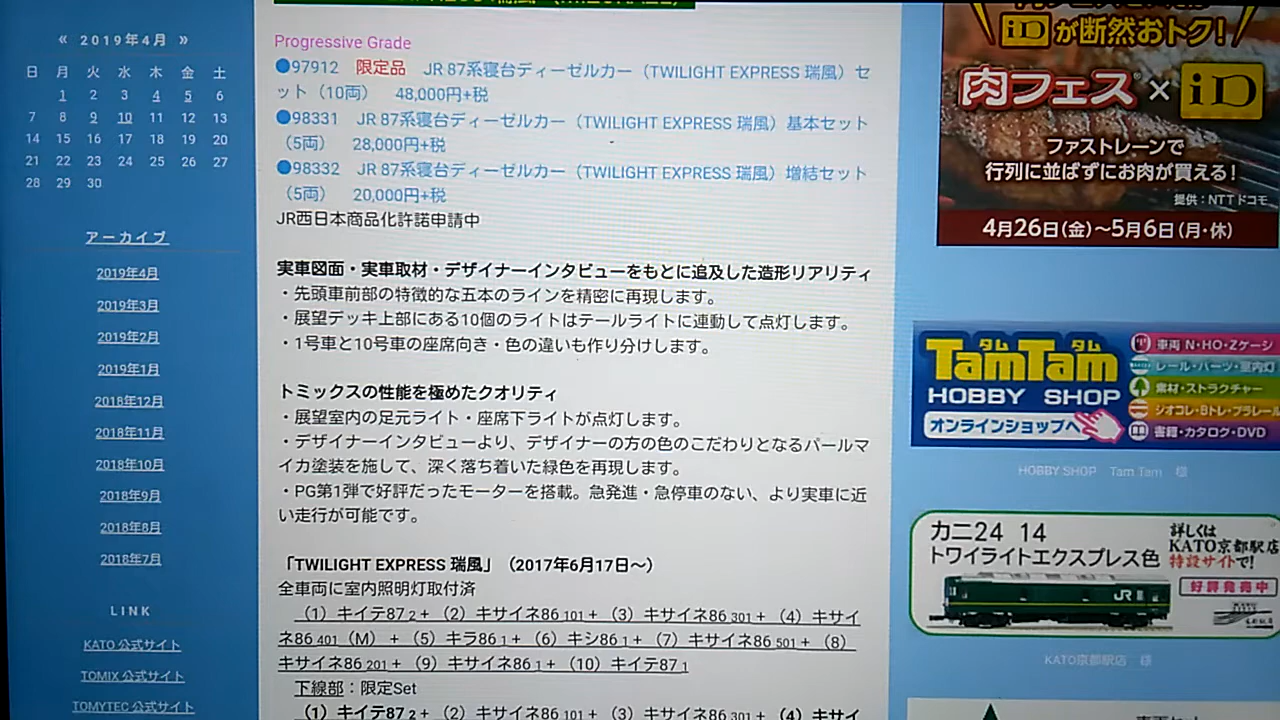 « 2019年4月 »
日 月 火 水 木 金 土
1 2 3 4 5 6
7 8 9 10 11 12 13
14 15 16 17 18 19 20
21 22 23 24 25 26 27
28 29 30
アーカイブ
2019年4月
2019年3月
2019年2月
2019年1月
2018年12月
2018年11月
2018年10月
2018年9月
2018年8月
2018年7月
LINK
KATO 公式サイト
TOMIX 公式サイト
TOMYTEC 公式サイト
Progressive Grade
●97912 限定品 JR 87系寝台ディーゼルカー（TWILIGHT EXPRESS 瑞風）セ
ット（10両） 48,000円+税
●98331 JR 87系寝台ディーゼルカー（TWILIGHT EXPRESS 瑞風）基本セット
（5両） 28,000円+税
●98332 JR 87系寝台ディーゼルカー（TWILIGHT EXPRESS 瑞風）増結セット
（5両） 20,000円+税
JR西日本商品化許諾申請中
実車図面・実車取材・デザイナーインタビューをもとに追及した造形リアリティ
・先頭車前部の特徴的な五本のラインを精密に再現します。
・展望デッキ上部にある10個のライトはテールライトに連動して点灯します。
・1号車と10号車の座席向き・色の違いも作り分けします。
トミックスの性能を極めたクオリティ
・展望室内の足元ライト・座席下ライトが点灯します。
・デザイナーインタビューより、デザイナーの方の色のこだわりとなるパールマ
イカ塗装を施して、深く落ち着いた緑色を再現します。
・PG第1弾で好評だったモーターを搭載。急発進・急停車のない、より実車に近
い走行が可能です。
「TWILIGHT EXPRESS 瑞風」（2017年6月17日～）
全車両に室内照明灯取付済
（1）キイテ87 2 + （2）キサイネ86 101 + （3）キサイネ86 301 + （4）キサイ
ネ86 401（M） + （5）キラ86 1 + （6）キシ86 1 + （7）キサイネ86 501 + （8）
キサイネ86 201 + （9）キサイネ86 1 + （10）キイテ87 1
下線部：限定Set
（1）キイテ87 2 + （2）キサイネ86 101 + （3）キサイネ86 301 + （4）キサイ
iDが断然おトク！
肉フェス® × iD
ファストレーンで
行列に並ばずにお肉が買える！
提供：NTTドコモ
4月26日(金)～5月6日(月・休)
タム タム
TamTam
HOBBY SHOP
オンラインショップへ
車両 N・HO・Zゲージ
レール・パーツ・室内灯
素材・ストラクチャー
ジオコレ・Bトレ・プラレール
書籍・カタログ・DVD
HOBBY SHOP Tam Tam 様
カニ24 14
トワイライトエクスプレス色
詳しくは
KATO京都駅店
特設サイトで!
好評発売中
JR
KATO京都駅店 様